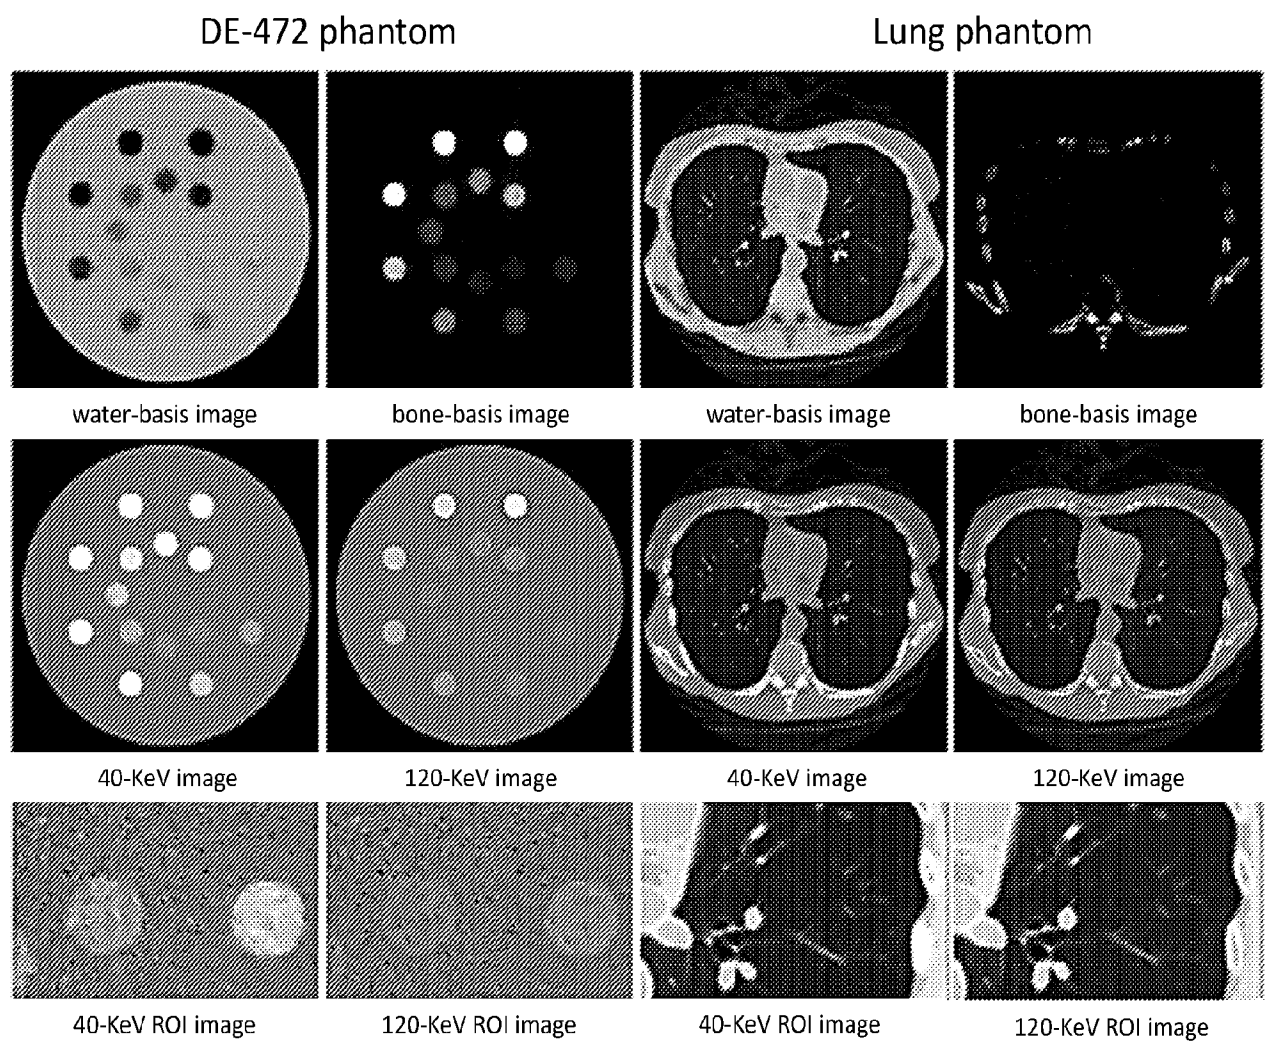 DE-472 phantom
Lung phantom
water-basis image
bone-basis image
water-basis image
bone-basis image
40-KeV image
120-KeV image
40-KeV image
120-KeV image
40-KeV ROI image
120-KeV ROI image
40-KeV ROI image
120-KeV ROI image